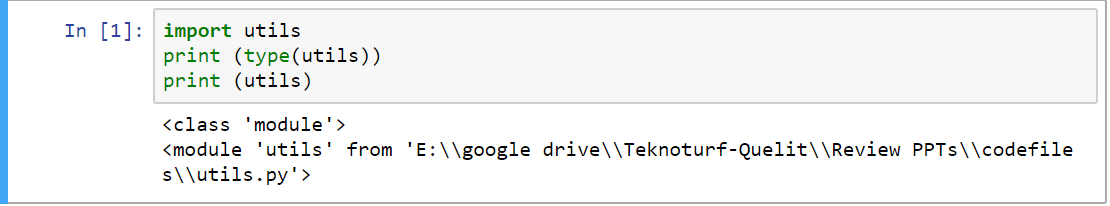 In [1]: import utils
print (type(utils))
print (utils)
<class 'module'>
<module 'utils' from 'E:\\google drive\\Teknoturf-Quelit\\Review PPTs\\codefile
s\\utils.py'>